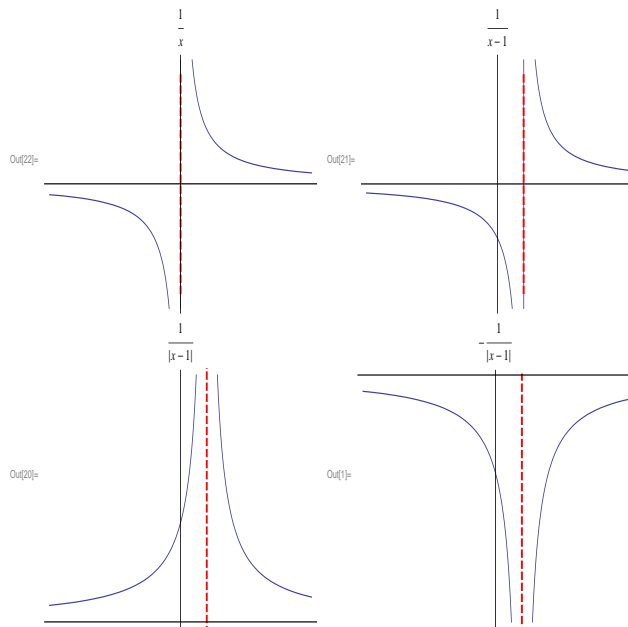 1/x
1/(x-1)
Out[22]=
Out[21]=
1/|x-1|
-1/|x-1|
Out[20]=
Out[1]=